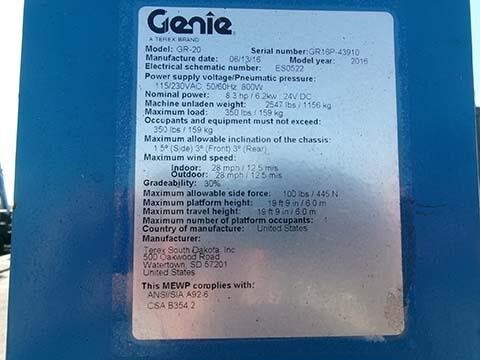 Genie
A TEREX BRAND
Model: GR-20 Serial number: GR16P-43910
Manufacture date: 06/13/16 Model year: 2016
Electrical schematic number: ES0522
Power supply voltage/Pneumatic pressure:
115/230VAC, 50/60Hz, 800W
Nominal power: 8.3 hp / 6.2kw : 24V DC
Machine unladen weight: 2547 lbs / 1156 kg
Maximum load: 350 lbs / 159 kg
Occupants and equipment must not exceed:
350 lbs / 159 kg
Maximum allowable inclination of the chassis:
1.5° (Side) 3° (Front) 3° (Rear)
Maximum wind speed:
Indoor: 28 mph / 12.5 m/s
Outdoor: 28 mph / 12.5 m/s
Gradeability: 30%
Maximum allowable side force: 100 lbs / 445 N
Maximum platform height: 19 ft 9 in / 6.0 m
Maximum travel height: 19 ft 9 in / 6.0 m
Maximum number of platform occupants: 1
Country of manufacture: United States
Manufacturer:
Terex South Dakota, Inc
500 Oakwood Road
Watertown, SD 57201
United States
This MEWP complies with:
ANSI/SIA A92.6
CSA B354.2